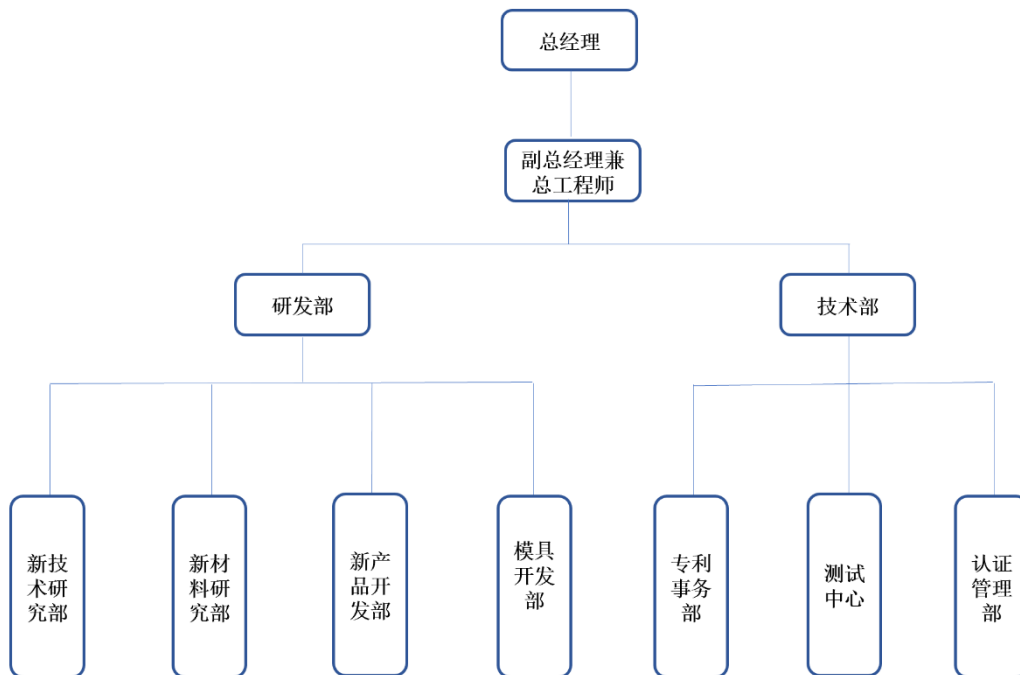 总经理
副总经理兼
总工程师
研发部
技术部
新技
术研
究部
新材
料研
究部
新产
品开
发部
模具
开发
部
专利
事务
部
测试
中心
认证
管理
部